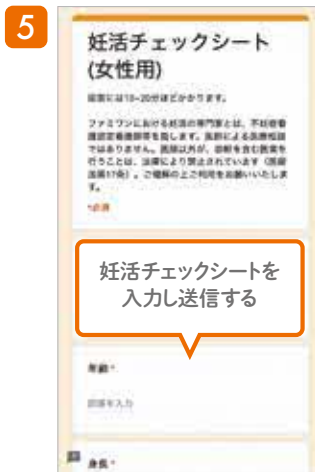 5
妊活チェックシート
(女性用)
回答には10~20分ほどかかります。
ファミワンにおける妊活の専門家とは、不妊症看
護認定看護師等を指します。医師による医療相談
ではありません。医師以外が、診断を含む医業を
行うことは、法律により禁止されています（医師
法第17条）。ご理解の上ご利用をお願いいたしま
す。
*必須
妊活チェックシートを
入力し送信する
年齢*
回答を入力
身長*